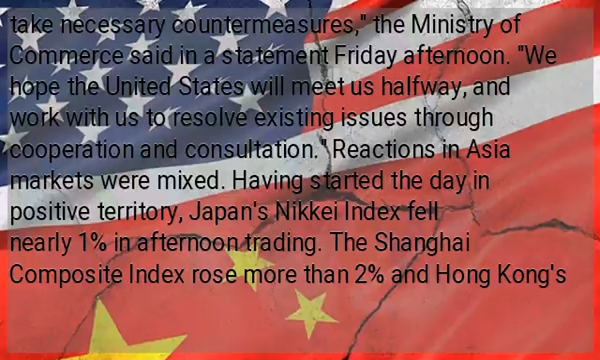 take necessary countermeasures," the Ministry of
Commerce said in a statement Friday afternoon. "We
hope the United States will meet us halfway, and
work with us to resolve existing issues through
cooperation and consultation." Reactions in Asia
markets were mixed. Having started the day in
positive territory, Japan's Nikkei Index fell
nearly 1% in afternoon trading. The Shanghai
Composite Index rose more than 2% and Hong Kong's